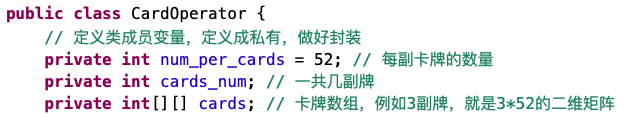 public class CardOperator {
// 定义类成员变量，定义成私有，做好封装
private int num_per_cards = 52; // 每副卡牌的数量
private int cards_num; // 一共几副牌
private int[][] cards; // 卡牌数组，例如3副牌，就是3*52的二维矩阵